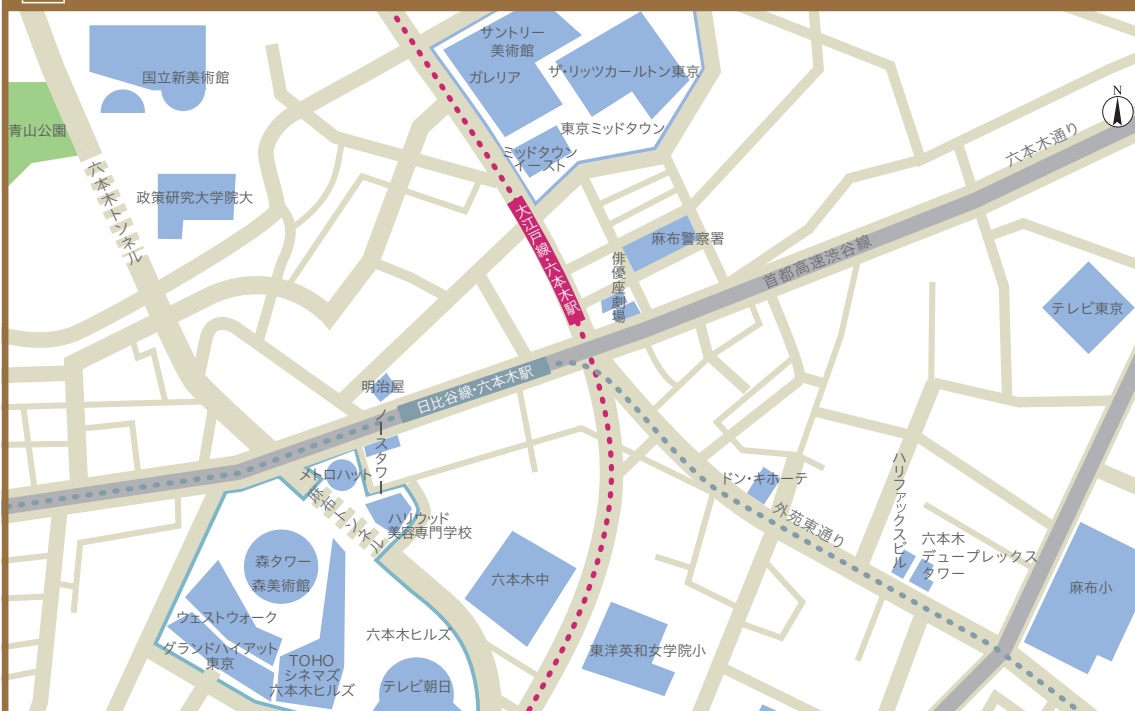 サントリー
美術館
ガレリア
ザ・リッツカールトン東京
国立新美術館
N
青山公園
東京ミッドタウン
六本木通り
ミッドタウン
イースト
六本木トンネル
政策研究大学院大
大江戸線・六本木駅
麻布警察署
俳優座劇場
首都高速渋谷線
テレビ東京
明治屋
日比谷線・六本木駅
ノースタワー
メトロハット
麻布トンネル
ドン・キホーテ
ハリウッド
美容専門学校
外苑東通り
ハリファックスビル
六本木
デュープレックス
タワー
森タワー
森美術館
六本木中
麻布小
ウェストウォーク
六本木ヒルズ
グランドハイアット
東京
東洋英和女学院小
TOHO
シネマズ
六本木ヒルズ
テレビ朝日